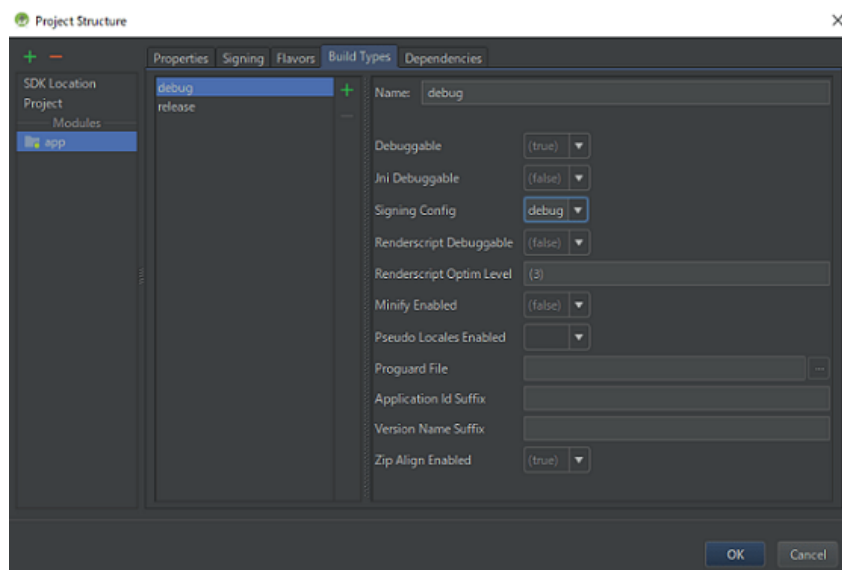 Project Structure
Properties Signing Flavors Build Types Dependencies
SDK Location
Project
Modules
app
debug
release
Name: debug
Debuggable (true)
Jni Debuggable (false)
Signing Config debug
Renderscript Debuggable (false)
Renderscript Optim Level (3)
Minify Enabled (false)
Pseudo Locales Enabled
Proguard File ...
Application Id Suffix
Version Name Suffix
Zip Align Enabled (true)
OK Cancel